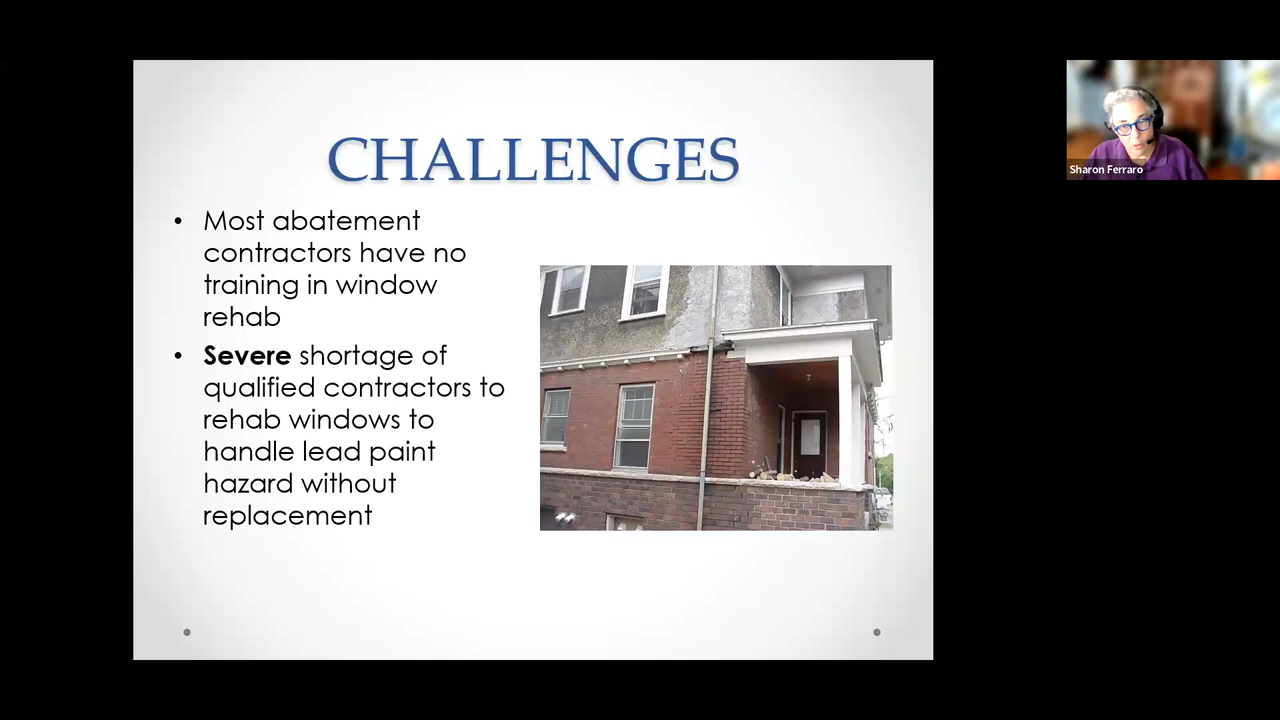 CHALLENGES
• Most abatement
contractors have no
training in window
rehab
• Severe shortage of
qualified contractors to
rehab windows to
handle lead paint
hazard without
replacement
Sharon Ferraro